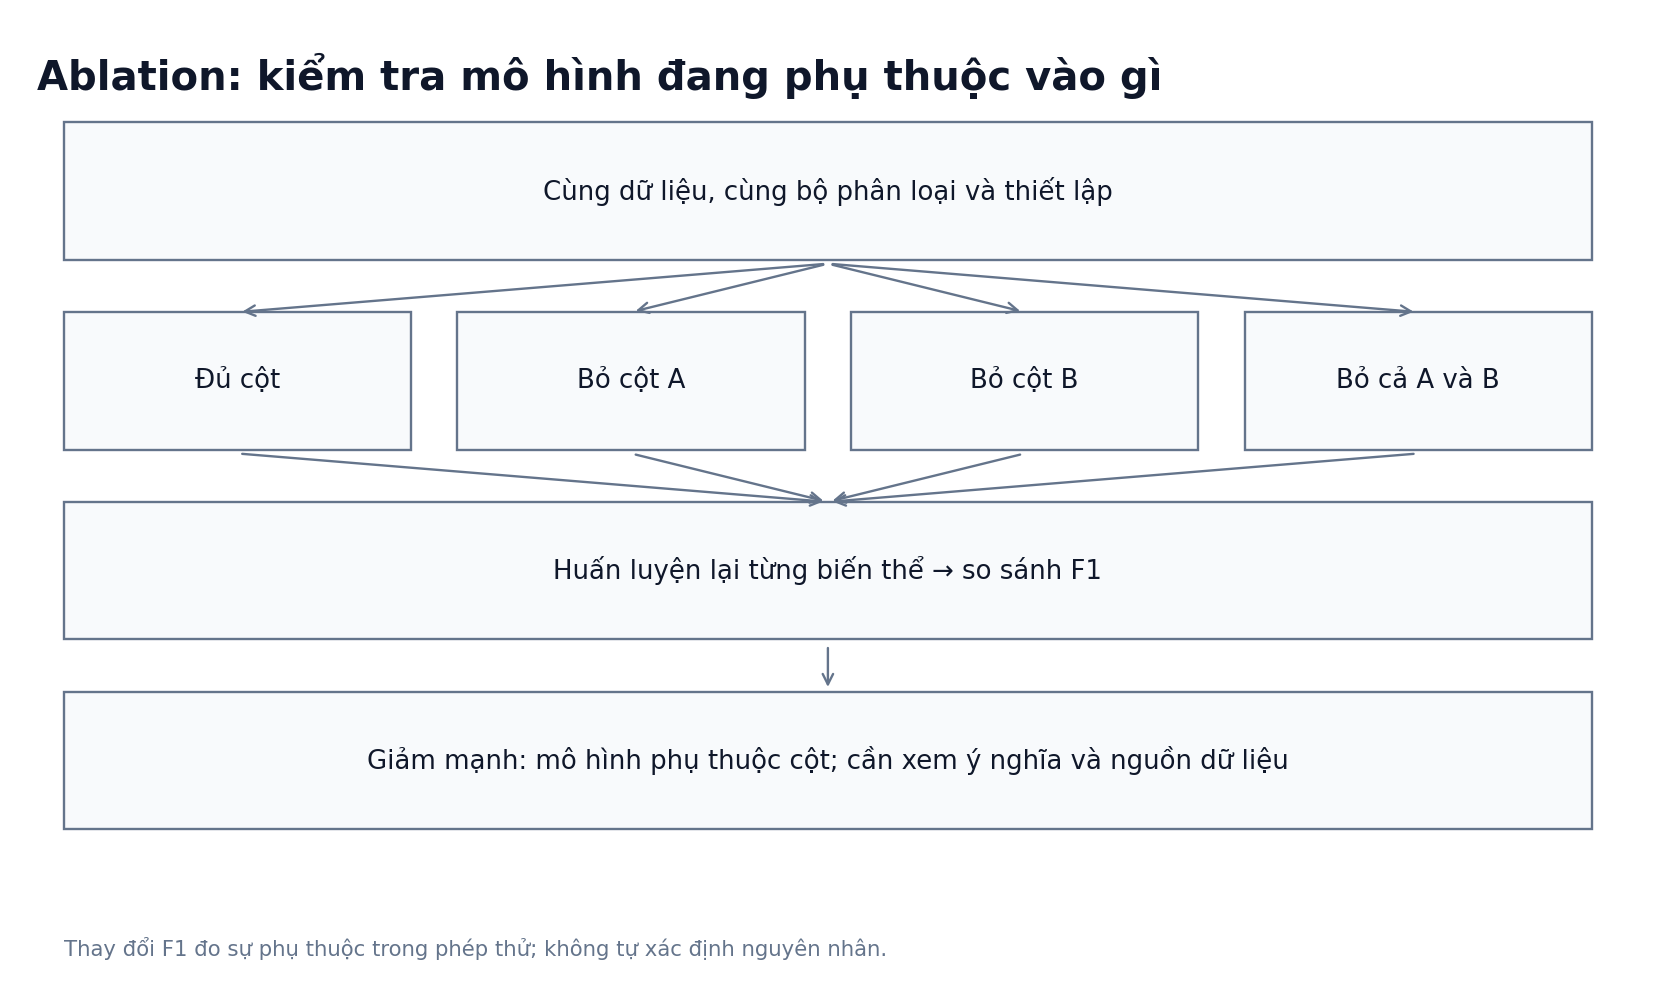 Ablation: kiểm tra mô hình đang phụ thuộc vào gì
Cùng dữ liệu, cùng bộ phân loại và thiết lập
Đủ cột
Bỏ cột A
Bỏ cột B
Bỏ cả A và B
Huấn luyện lại từng biến thể → so sánh F1
Giảm mạnh: mô hình phụ thuộc cột; cần xem ý nghĩa và nguồn dữ liệu
Thay đổi F1 đo sự phụ thuộc trong phép thử; không tự xác định nguyên nhân.